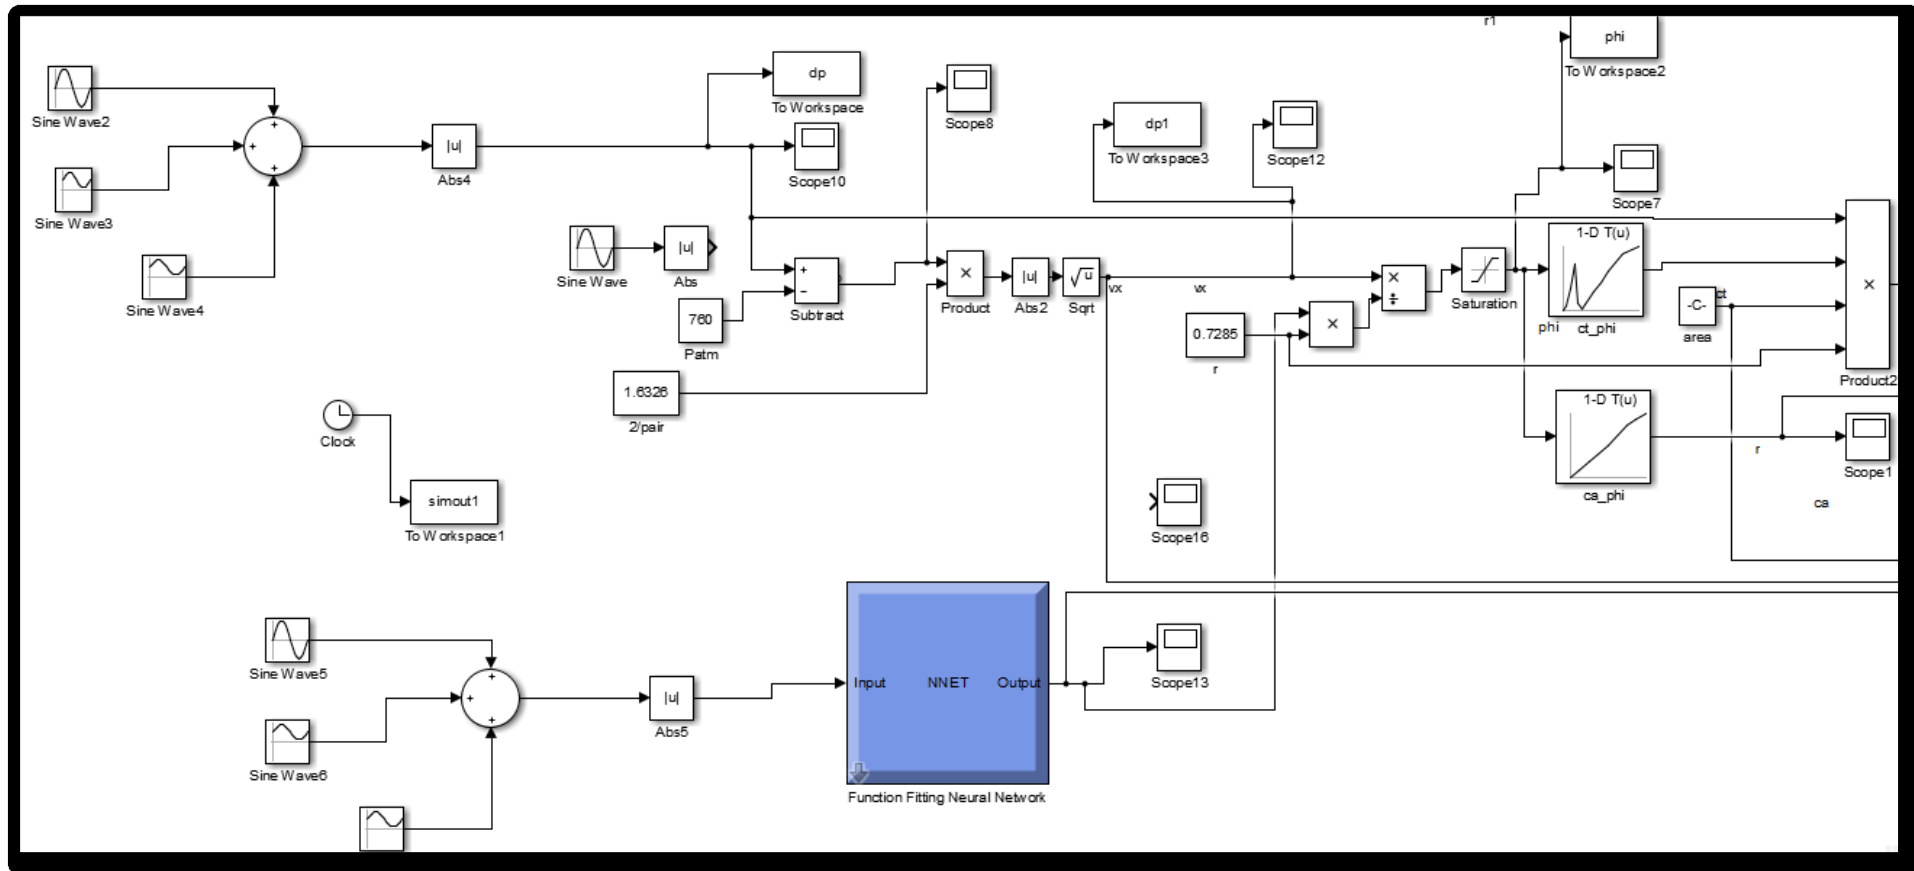 r1
phi
To Workspace2
dp
To Workspace
Sine Wave2
+
+
+
|u|
Abs4
Scope10
Scope8
dp1
To Workspace3
Scope12
Scope7
Sine Wave3
Sine Wave4
Sine Wave
|u|
Abs
+
−
Subtract
760
Patm
×
Product
|u|
Abs2
√u
Sqrt
vx
vx
×
÷
Saturation
1-D T(u)
phi
ct_phi
-C-
ct
area
×
Product2
0.7285
r
×
1.6326
2/pair
Clock
simout1
To Workspace1
1-D T(u)
ca_phi
r
Scope1
ca
Scope16
Sine Wave5
+
+
+
|u|
Abs5
Sine Wave6
Input
NNET
Output
Function Fitting Neural Network
Scope13